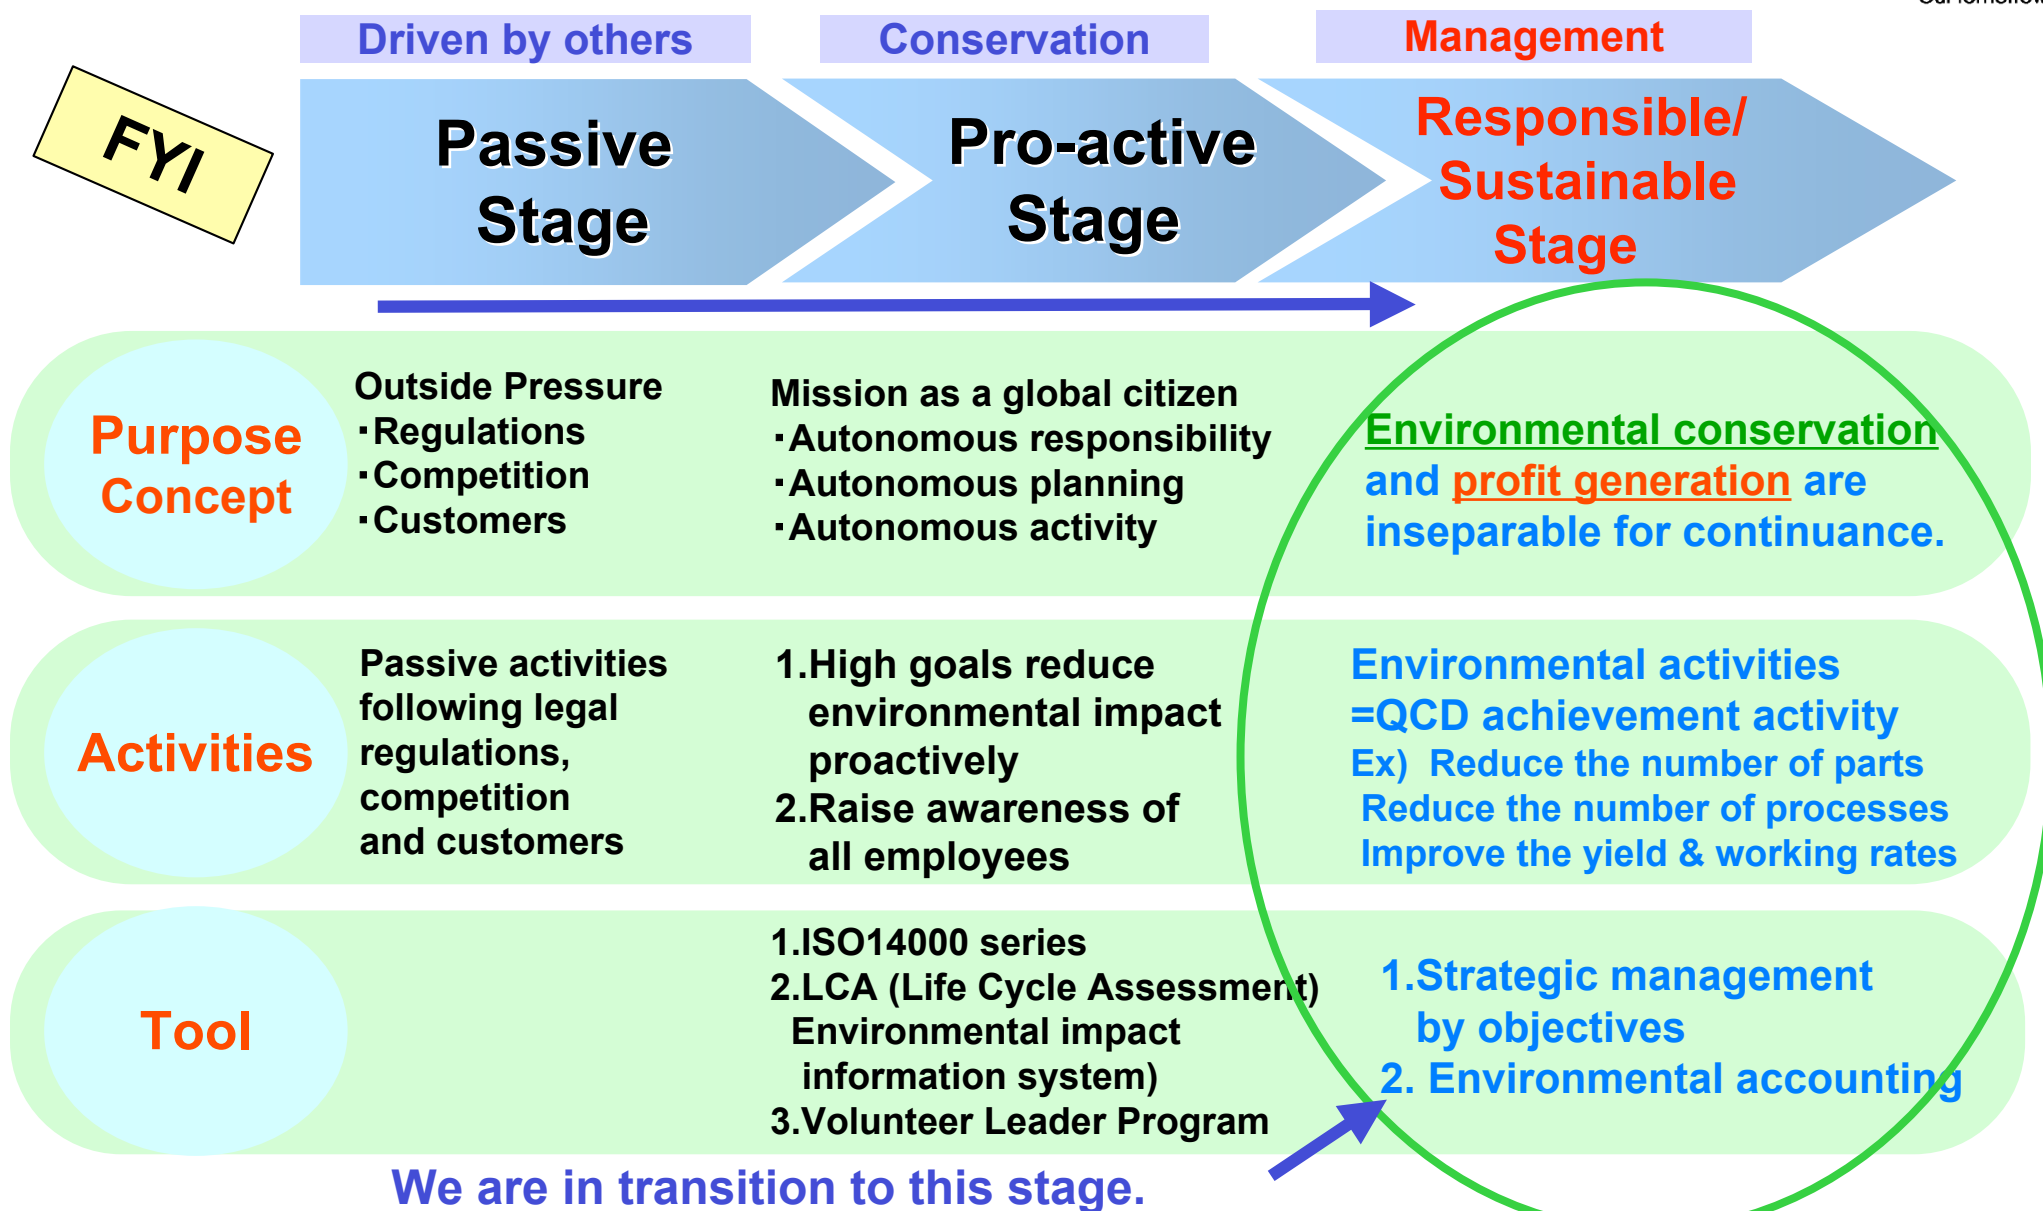 Driven by others
Conservation
Management
FYI
Passive
Stage
Pro-active
Stage
Responsible/
Sustainable
Stage
Purpose
Concept
Outside Pressure
・Regulations
・Competition
・Customers
Mission as a global citizen
・Autonomous responsibility
・Autonomous planning
・Autonomous activity
Environmental conservation
and profit generation are
inseparable for continuance.
Activities
Passive activities
following legal
regulations,
competition
and customers
1.High goals reduce
environmental impact
proactively
2.Raise awareness of
all employees
Environmental activities
=QCD achievement activity
Ex) Reduce the number of parts
Reduce the number of processes
Improve the yield & working rates
Tool
1.ISO14000 series
2.LCA (Life Cycle Assessment)
Environmental impact
information system)
3.Volunteer Leader Program
1.Strategic management
by objectives
2. Environmental accounting
We are in transition to this stage.